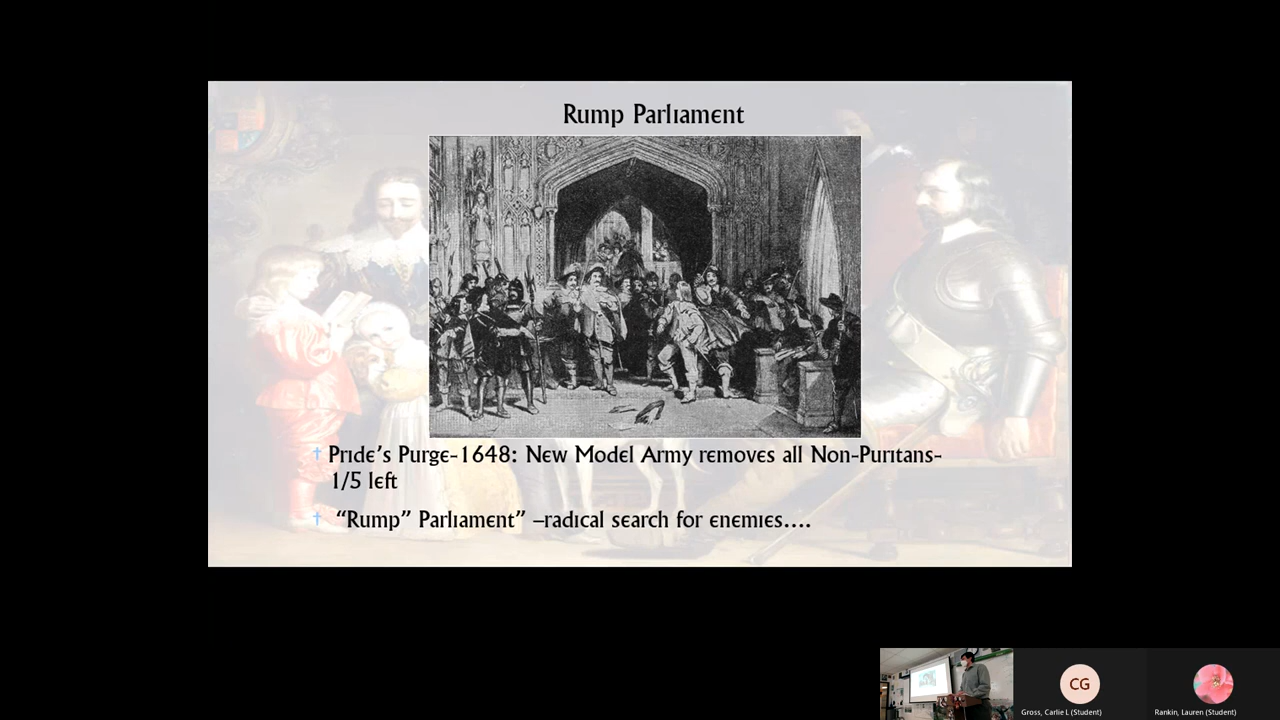 Rump Parliament
† Pride's Purge-1648: New Model Army removes all Non-Puritans-
1/5 left
† “Rump” Parliament” –radical search for enemies….
CG
Gross, Carlie L (Student)
Rankin, Lauren (Student)